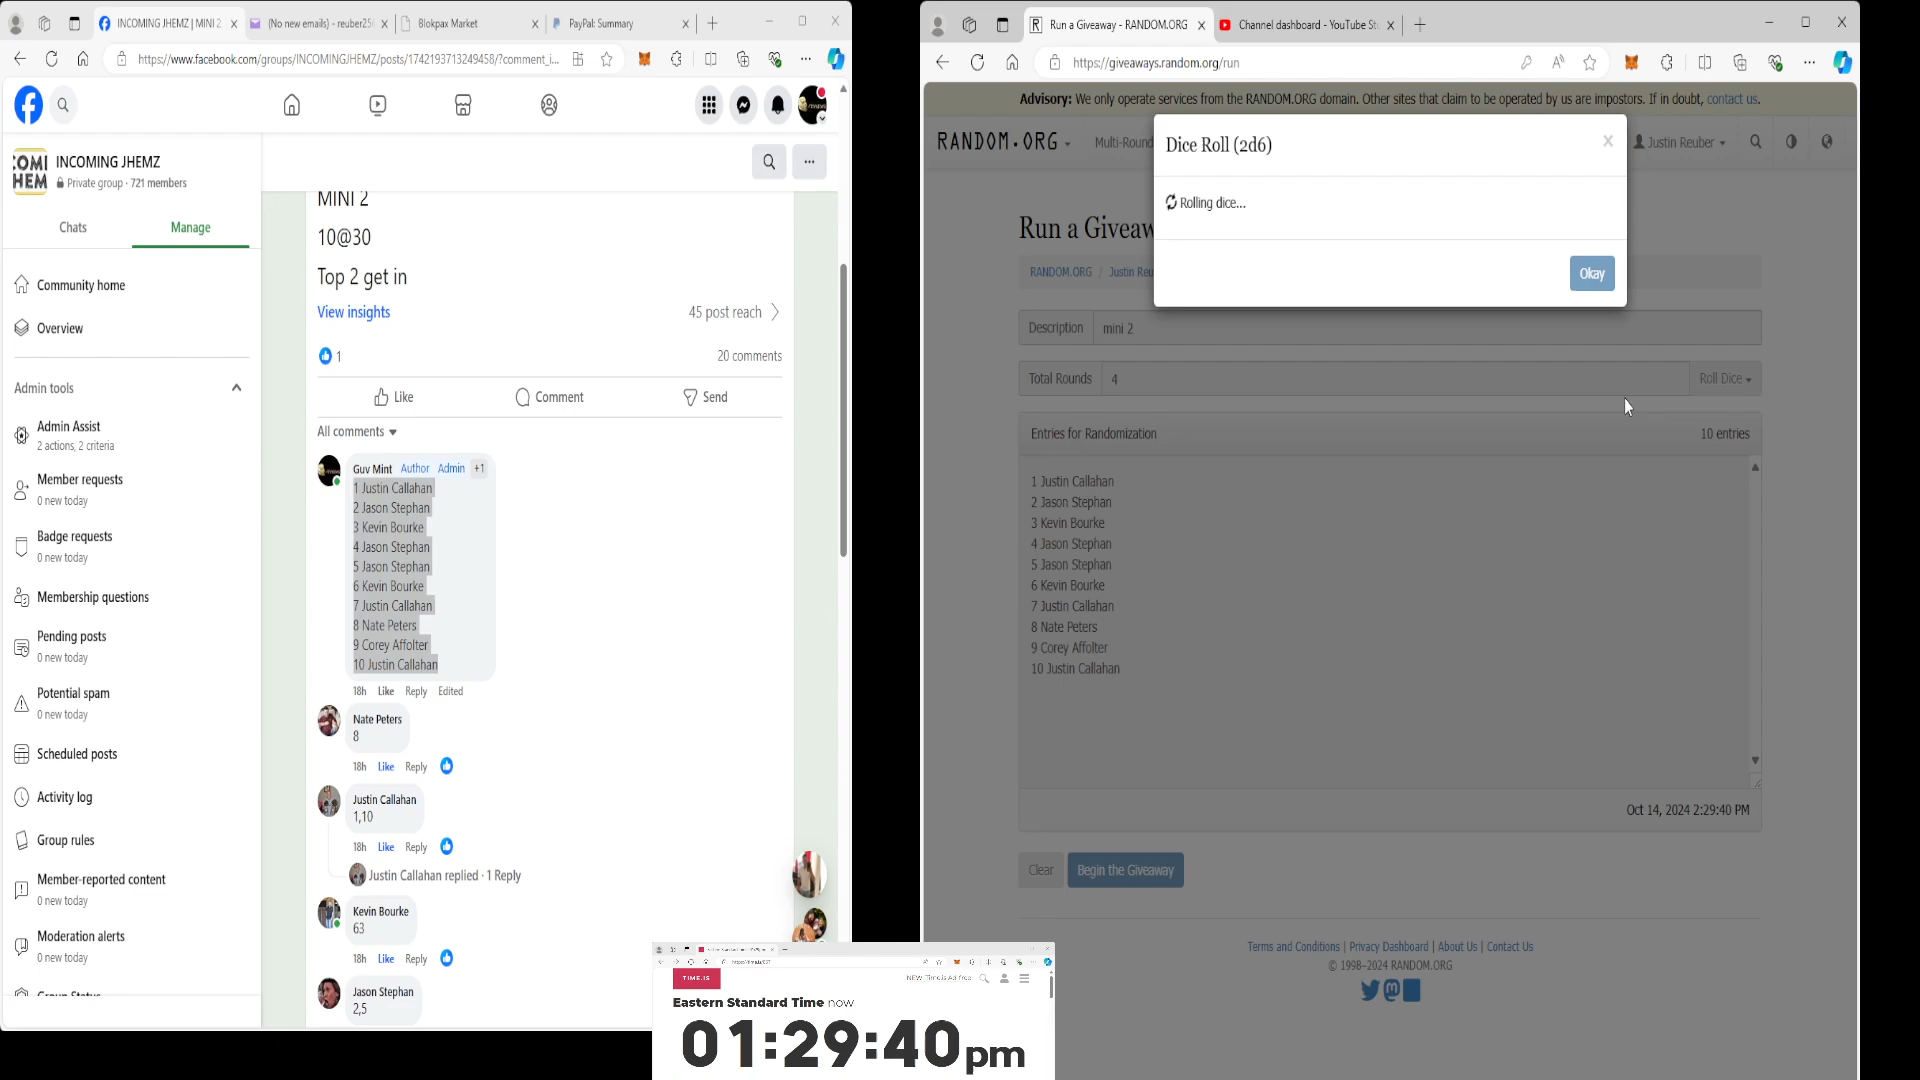 INCOMING JHEMZ | MINI 2
(No new emails) - reuber25
Blokpax Market
PayPal: Summary
https://www.facebook.com/groups/INCOMINGJHEMZ/posts/1742193713249458/?comment_i...
INCOMING JHEMZ
Private group · 721 members
Chats
Manage
Community home
Overview
Admin tools
Admin Assist
2 actions, 2 criteria
Member requests
0 new today
Badge requests
0 new today
Membership questions
Pending posts
0 new today
Potential spam
0 new today
Scheduled posts
Activity log
Group rules
Member-reported content
0 new today
Moderation alerts
0 new today
Group Status
MINI 2
10@30
Top 2 get in
View insights
45 post reach
1
20 comments
Like
Comment
Send
All comments
Guv Mint Author Admin +1
1 Justin Callahan
2 Jason Stephan
3 Kevin Bourke
4 Jason Stephan
5 Jason Stephan
6 Kevin Bourke
7 Justin Callahan
8 Nate Peters
9 Corey Affolter
10 Justin Callahan
18h Like Reply Edited
Nate Peters
8
18h Like Reply
Justin Callahan
1,10
18h Like Reply
Justin Callahan replied · 1 Reply
Kevin Bourke
63
18h Like Reply
Jason Stephan
2,5
Run a Giveaway - RANDOM.ORG
Channel dashboard - YouTube St
https://giveaways.random.org/run
Advisory: We only operate services from the RANDOM.ORG domain. Other sites that claim to be operated by us are impostors. If in doubt, contact us.
RANDOM.ORG
Multi-Round
Justin Reuber
Dice Roll (2d6)
Rolling dice...
Okay
Run a Giveaw
RANDOM.ORG / Justin Reu
Description mini 2
Total Rounds 4 Roll Dice
Entries for Randomization 10 entries
1 Justin Callahan
2 Jason Stephan
3 Kevin Bourke
4 Jason Stephan
5 Jason Stephan
6 Kevin Bourke
7 Justin Callahan
8 Nate Peters
9 Corey Affolter
10 Justin Callahan
Oct 14, 2024 2:29:40 PM
Clear
Begin the Giveaway
Terms and Conditions | Privacy Dashboard | About Us | Contact Us
© 1998-2024 RANDOM.ORG
TIME.IS
NEW: Time.is Ad-free
Eastern Standard Time now
01:29:40pm